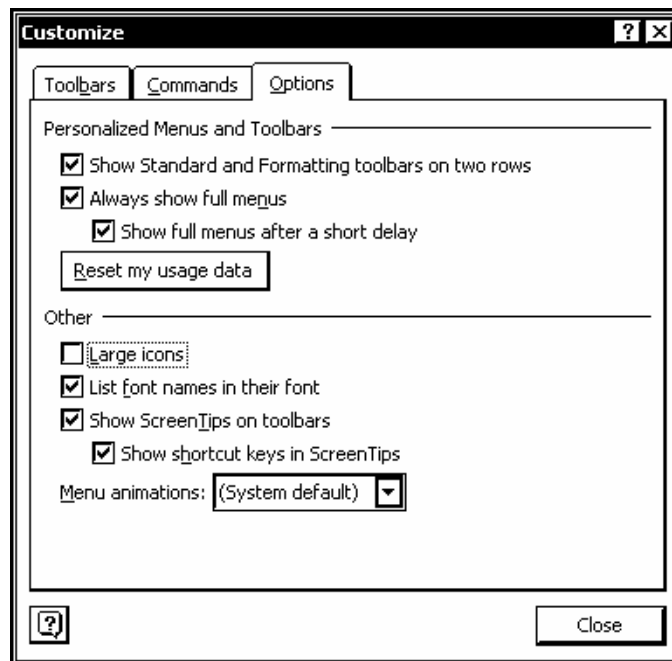 Customize
Toolbars Commands Options
Personalized Menus and Toolbars
Show Standard and Formatting toolbars on two rows
Always show full menus
Show full menus after a short delay
Reset my usage data
Other
Large icons
List font names in their font
Show ScreenTips on toolbars
Show shortcut keys in ScreenTips
Menu animations: (System default)
Close